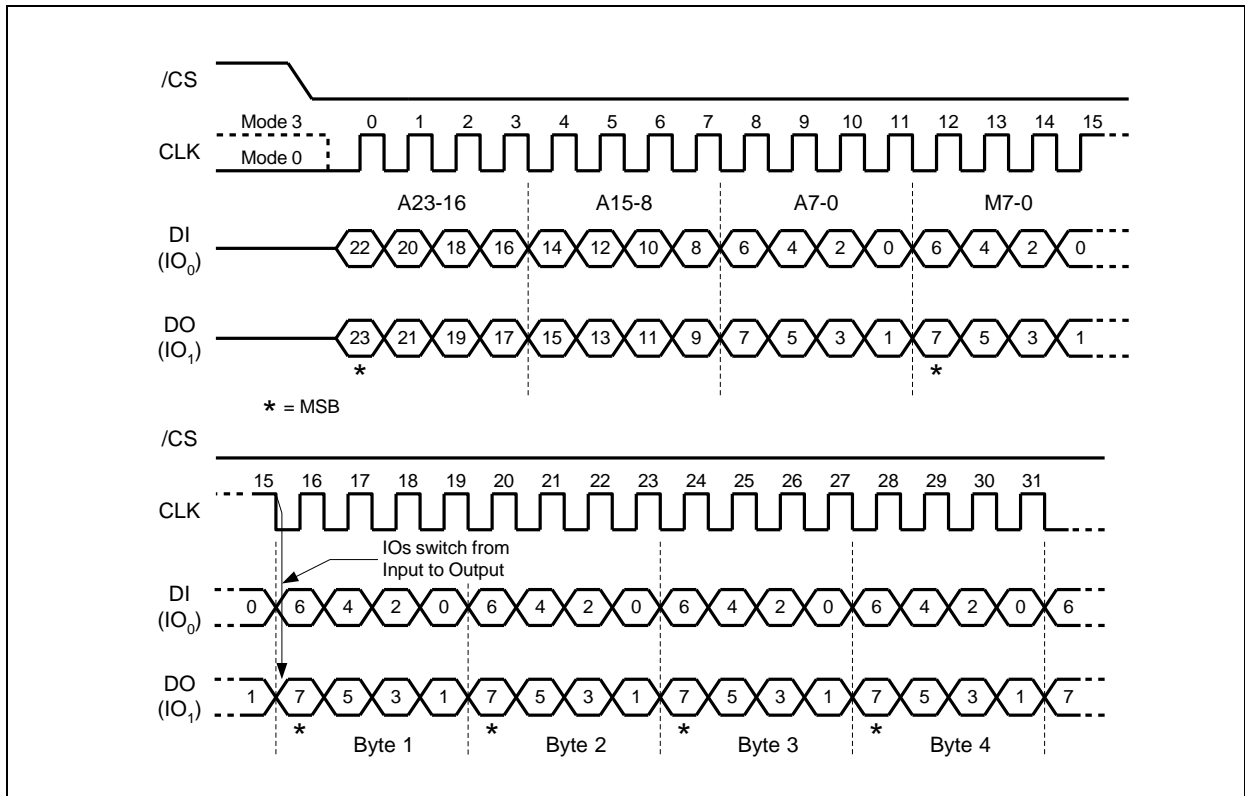 /CS
Mode 3 0 1 2 3 4 5 6 7 8 9 10 11 12 13 14 15
CLK
Mode 0
A23-16 A15-8 A7-0 M7-0
DI
(IO0) 22 20 18 16 14 12 10 8 6 4 2 0 6 4 2 0
DO
(IO1) 23 21 19 17 15 13 11 9 7 5 3 1 7 5 3 1
* *
* = MSB
/CS
15 16 17 18 19 20 21 22 23 24 25 26 27 28 29 30 31
CLK
IOs switch from
Input to Output
DI
(IO0) 0 6 4 2 0 6 4 2 0 6 4 2 0 6 4 2 0 6
DO
(IO1) 1 7 5 3 1 7 5 3 1 7 5 3 1 7 5 3 1 7
* * * *
Byte 1 Byte 2 Byte 3 Byte 4